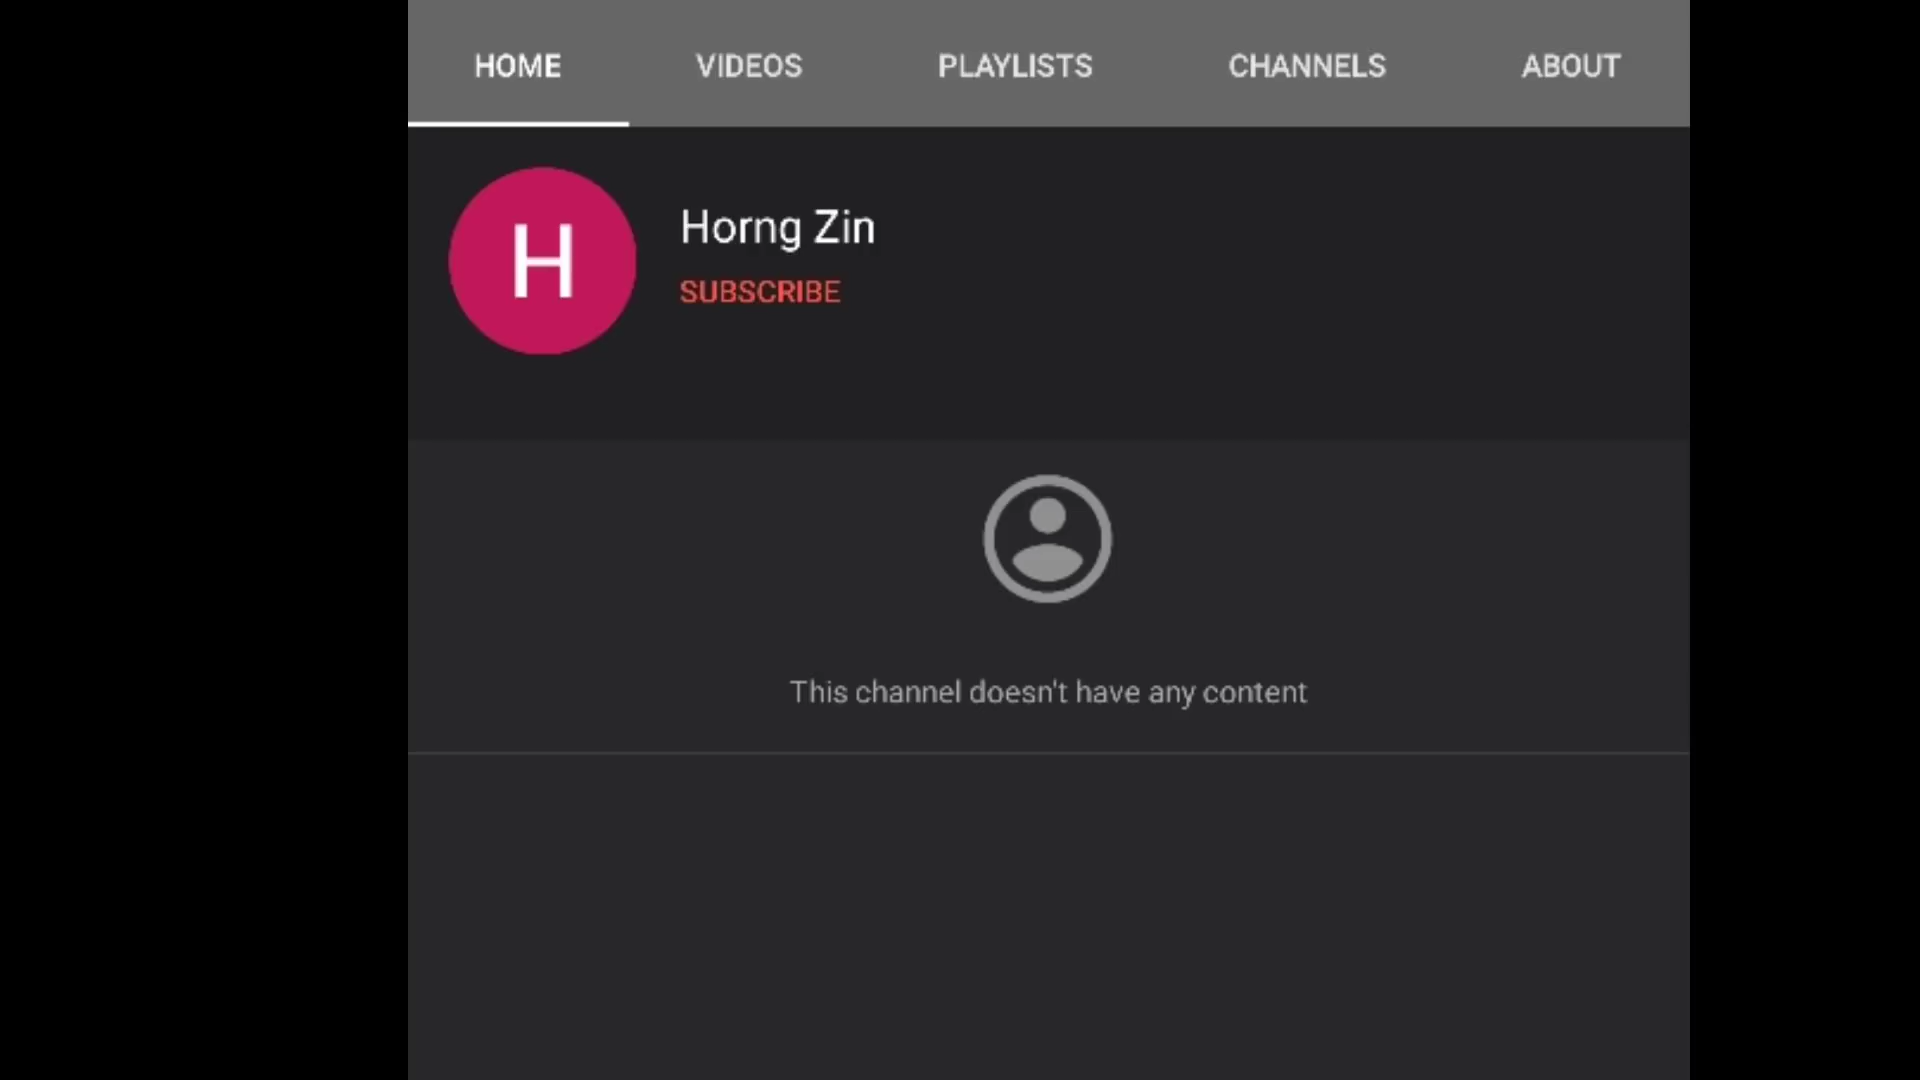 HOME VIDEOS PLAYLISTS CHANNELS ABOUT
H
Horng Zin
SUBSCRIBE
This channel doesn't have any content